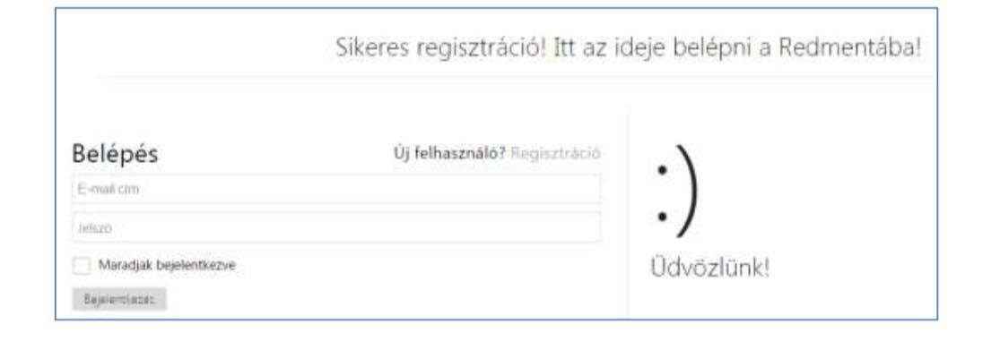 Sikeres regisztráció! Itt az ideje belépni a Redmentába!
Belépés
Új felhasználó? Regisztráció
E-mail cím
Jelszó
Maradjak bejelentkezve
Bejelentkezés
:)
Üdvözlünk!